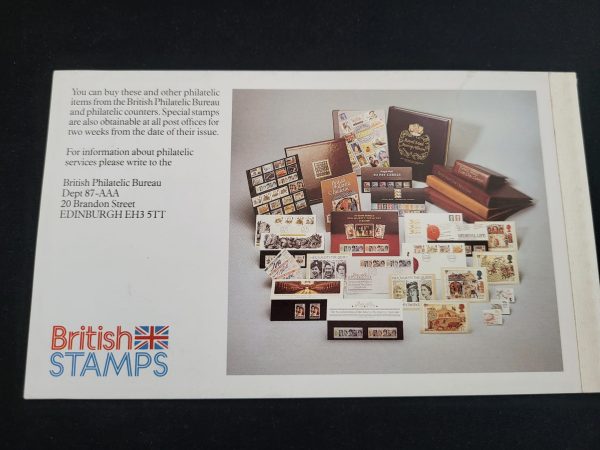 You can buy these and other philatelic
items from the British Philatelic Bureau
and philatelic counters. Special stamps
are also obtainable at all post offices for
two weeks from the date of their issue.
For information about philatelic
services please write to the
British Philatelic Bureau
Dept 87-AAA
20 Brandon Street
EDINBURGH EH3 5TT
British
STAMPS
MEDIEVAL LIFE